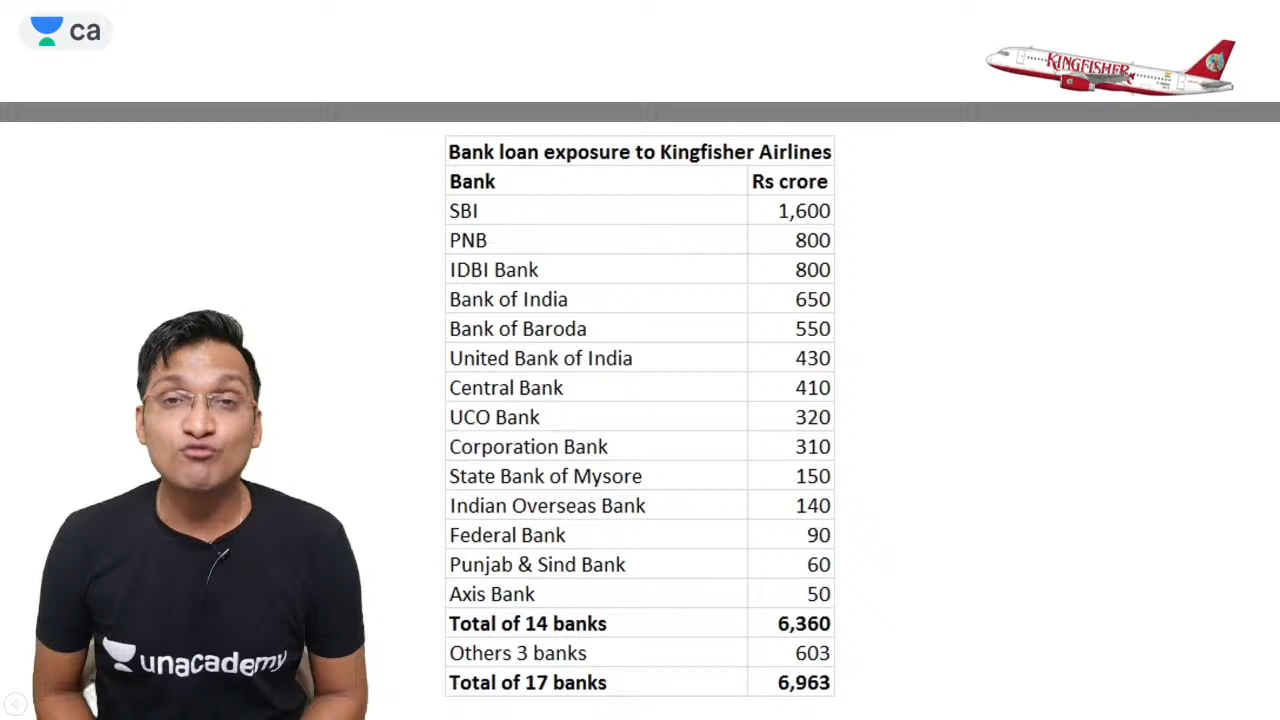 ca
KINGFISHER
Bank loan exposure to Kingfisher Airlines
Bank Rs crore
SBI 1,600
PNB 800
IDBI Bank 800
Bank of India 650
Bank of Baroda 550
United Bank of India 430
Central Bank 410
UCO Bank 320
Corporation Bank 310
State Bank of Mysore 150
Indian Overseas Bank 140
Federal Bank 90
Punjab & Sind Bank 60
Axis Bank 50
Total of 14 banks 6,360
Others 3 banks 603
Total of 17 banks 6,963
unacademy